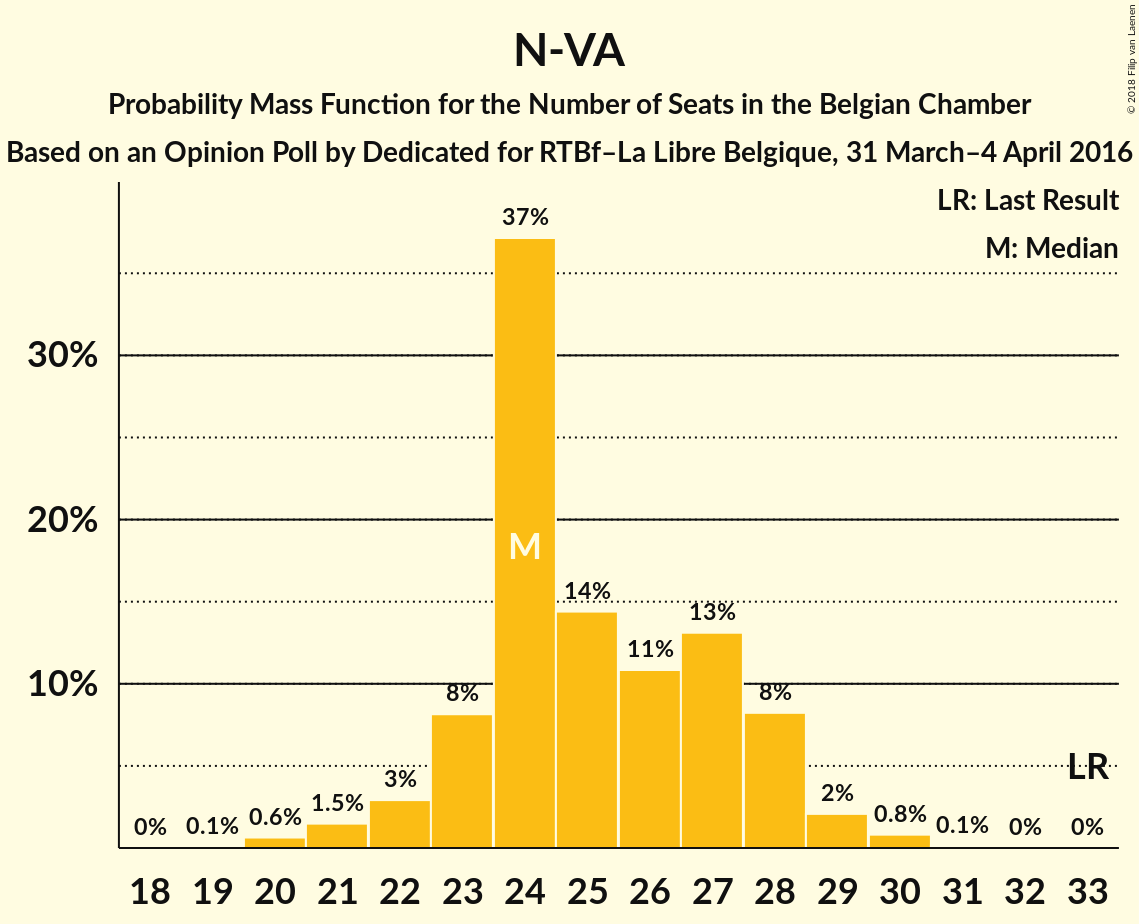 N-VA
Probability Mass Function for the Number of Seats in the Belgian Chamber
Based on an Opinion Poll by Dedicated for RTBf–La Libre Belgique, 31 March–4 April 2016
© 2018 Filip van Laenen
LR: Last Result
M: Median
37%
30%
20%
M
14%
13%
11%
10%
8%
8%
LR
3%
2%
1.5%
0.8%
0.6%
0% 0.1% 0.1% 0% 0%
18 19 20 21 22 23 24 25 26 27 28 29 30 31 32 33